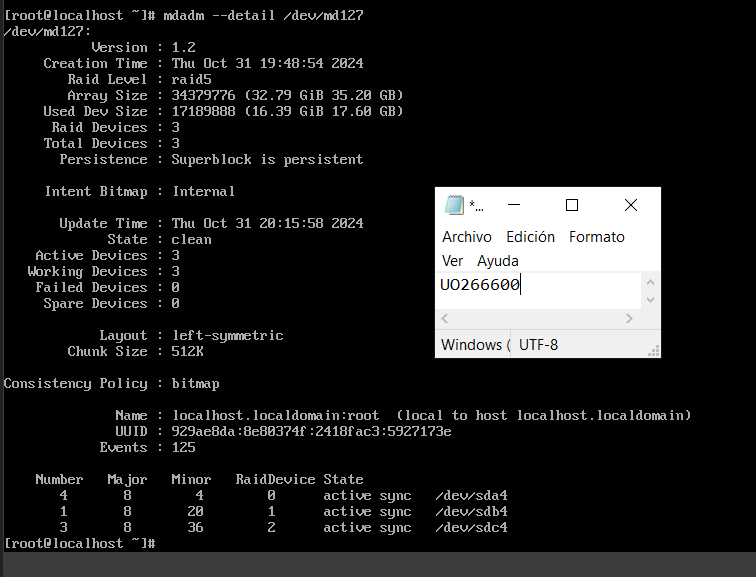 [root@localhost ~]# mdadm --detail /dev/md127
/dev/md127:
Version : 1.2
Creation Time : Thu Oct 31 19:48:54 2024
Raid Level : raid5
Array Size : 34379776 (32.79 GiB 35.20 GB)
Used Dev Size : 17189888 (16.39 GiB 17.60 GB)
Raid Devices : 3
Total Devices : 3
Persistence : Superblock is persistent
Intent Bitmap : Internal
Update Time : Thu Oct 31 20:15:58 2024
State : clean
Active Devices : 3
Working Devices : 3
Failed Devices : 0
Spare Devices : 0
Layout : left-symmetric
Chunk Size : 512K
Consistency Policy : bitmap
Name : localhost.localdomain:root  (local to host localhost.localdomain)
UUID : 929ae8da:8e80374f:2418fac3:5927173e
Events : 125
Number   Major   Minor   RaidDevice State
4       8        4        0      active sync   /dev/sda4
1       8       20        1      active sync   /dev/sdb4
3       8       36        2      active sync   /dev/sdc4
[root@localhost ~]#
*...
Archivo Edición Formato
Ver Ayuda
UO266600
Windows ( UTF-8